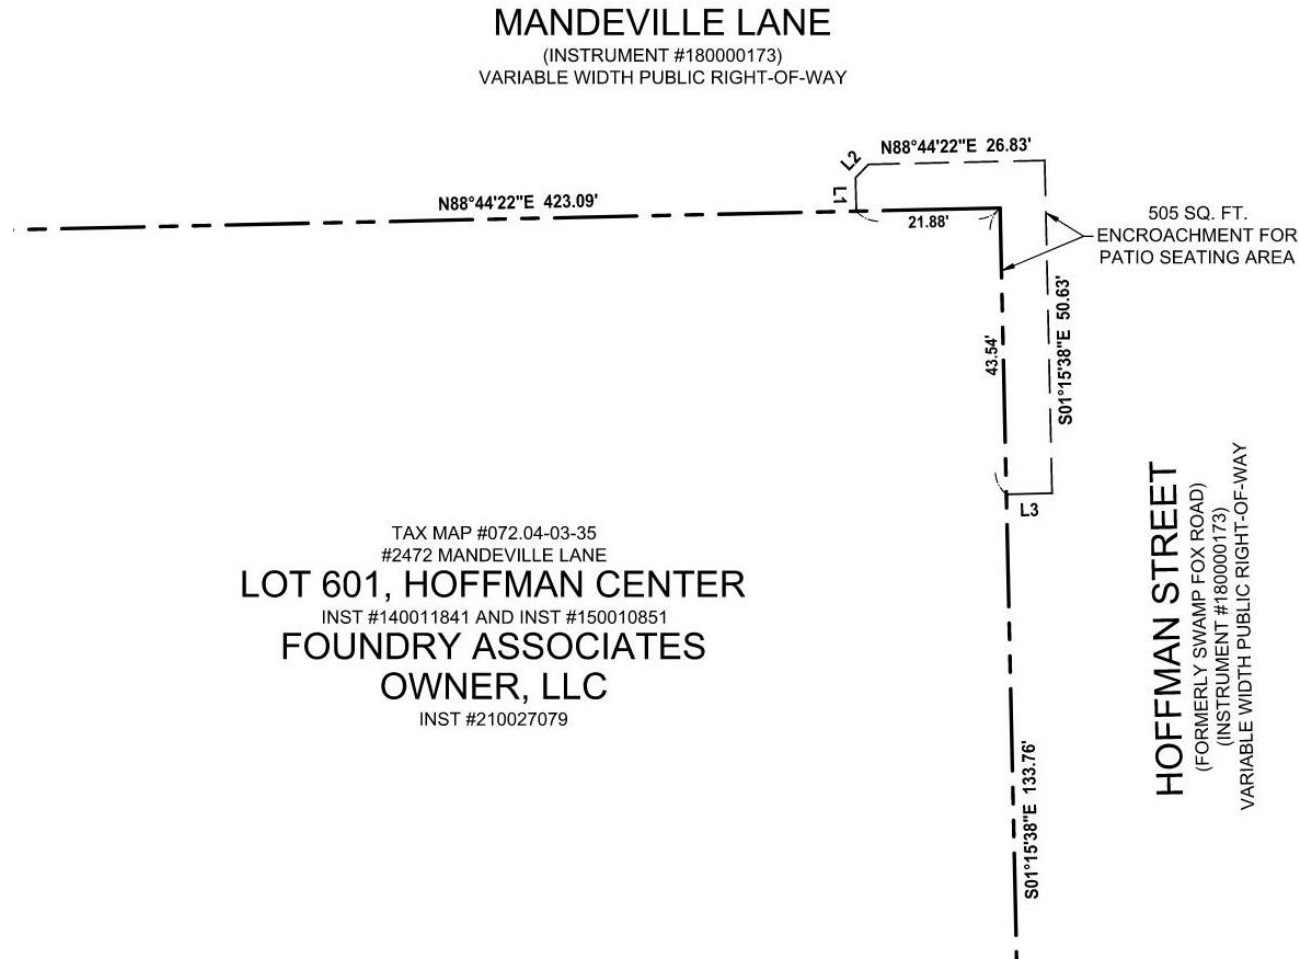 MANDEVILLE LANE
(INSTRUMENT #180000173)
VARIABLE WIDTH PUBLIC RIGHT-OF-WAY
N88°44'22"E 26.83'
L2
L1
N88°44'22"E 423.09'
21.88'
505 SQ. FT.
ENCROACHMENT FOR
PATIO SEATING AREA
43.54'
S01°15'38"E 50.63'
L3
TAX MAP #072.04-03-35
#2472 MANDEVILLE LANE
LOT 601, HOFFMAN CENTER
INST #140011841 AND INST #150010851
FOUNDRY ASSOCIATES
OWNER, LLC
INST #210027079
HOFFMAN STREET
(FORMERLY SWAMP FOX ROAD)
(INSTRUMENT #180000173)
VARIABLE WIDTH PUBLIC RIGHT-OF-WAY
S01°15'38"E 133.76'